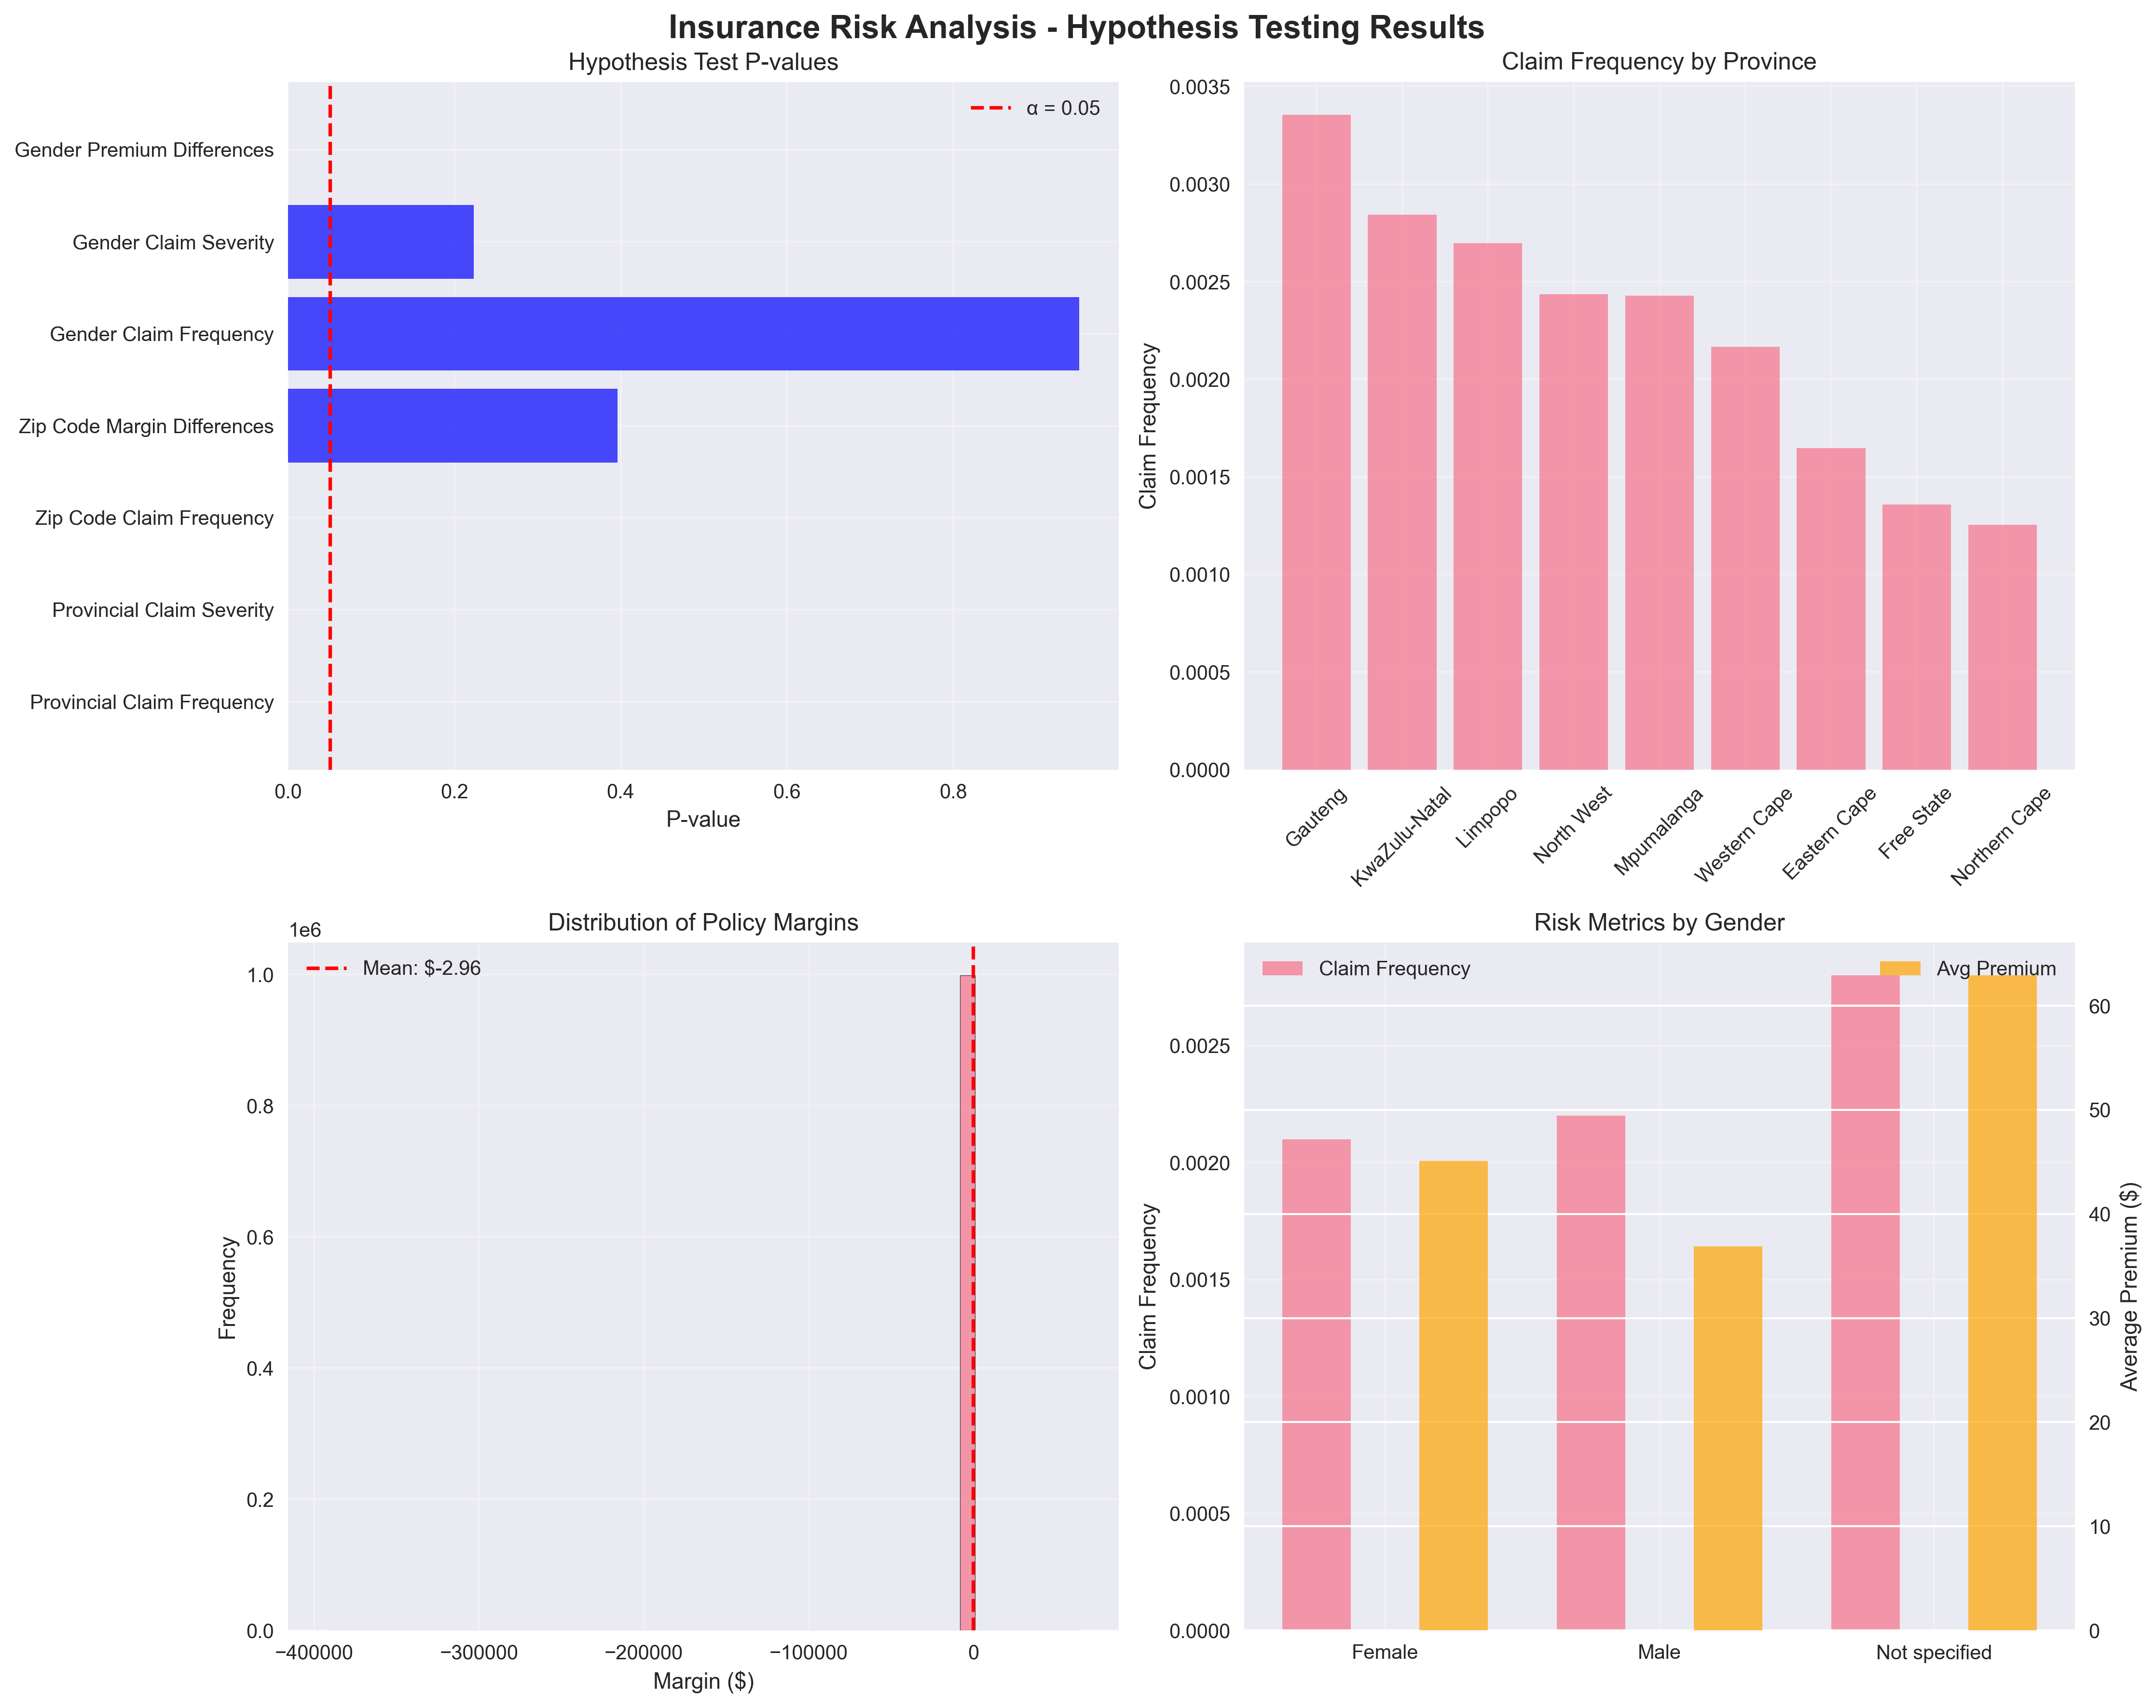 Insurance Risk Analysis - Hypothesis Testing Results
Hypothesis Test P-values
α = 0.05
Gender Premium Differences
Gender Claim Severity
Gender Claim Frequency
Zip Code Margin Differences
Zip Code Claim Frequency
Provincial Claim Severity
Provincial Claim Frequency
0.0 0.2 0.4 0.6 0.8
P-value
Claim Frequency by Province
Claim Frequency
0.0035
0.0030
0.0025
0.0020
0.0015
0.0010
0.0005
0.0000
Gauteng
KwaZulu-Natal
Limpopo
North West
Mpumalanga
Western Cape
Eastern Cape
Free State
Northern Cape
Distribution of Policy Margins
1e6
Mean: $-2.96
Frequency
1.0
0.8
0.6
0.4
0.2
0.0
−400000 −300000 −200000 −100000 0
Margin ($)
Risk Metrics by Gender
Claim Frequency
Avg Premium
Claim Frequency
0.0025
0.0020
0.0015
0.0010
0.0005
0.0000
60
50
40
30
20
10
0
Average Premium ($)
Female Male Not specified